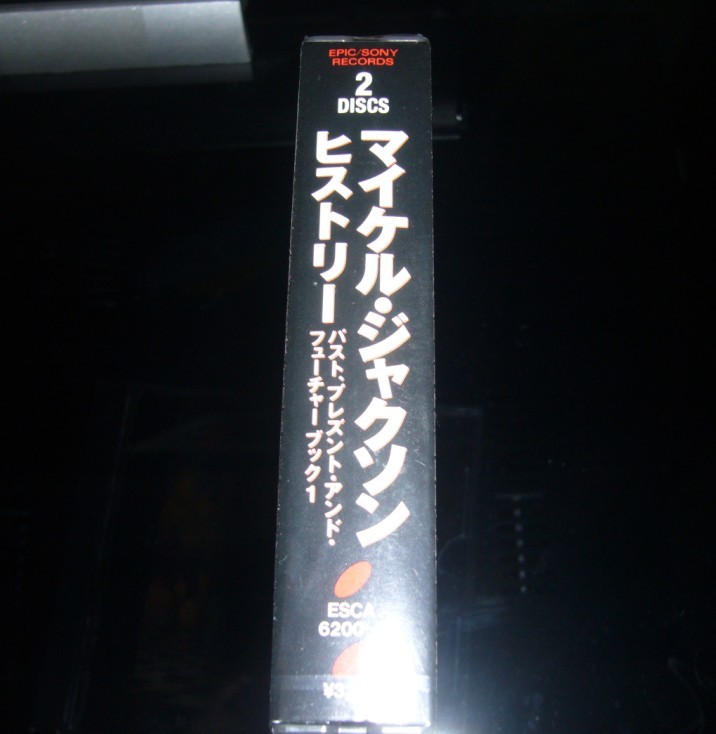 EPIC/SONY
RECORDS
2
DISCS
マイケル・ジャクソン
ヒストリー
パスト、プレズント・アンド・
フューチャー ブック1
ESCA
6200
¥3